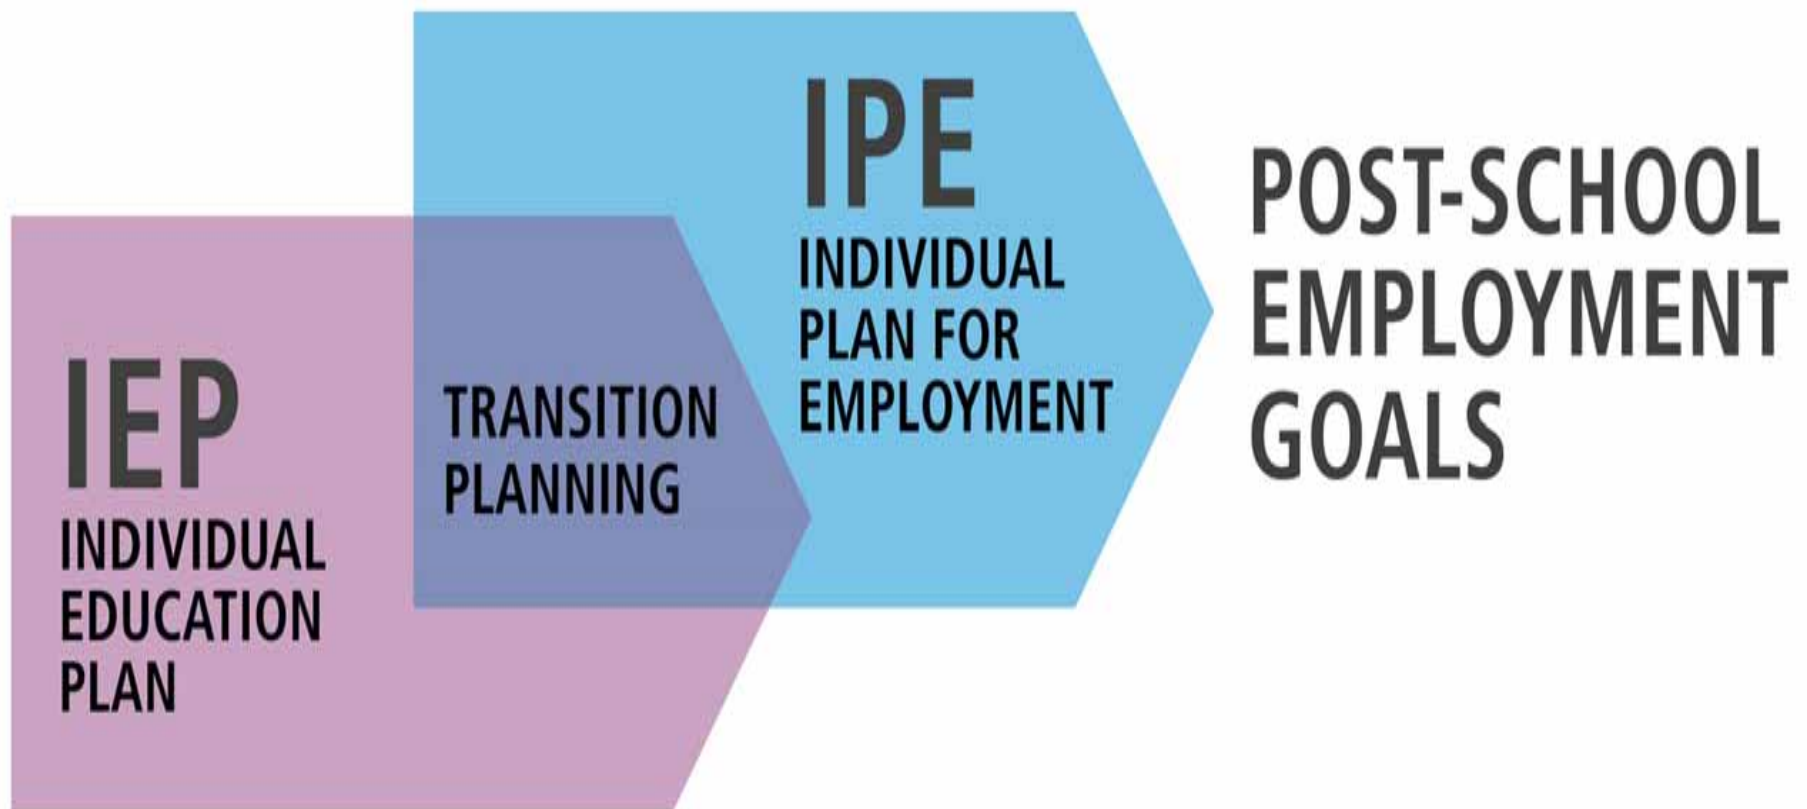 IEP
INDIVIDUAL
EDUCATION
PLAN
TRANSITION
PLANNING
IPE
INDIVIDUAL
PLAN FOR
EMPLOYMENT
POST-SCHOOL
EMPLOYMENT
GOALS